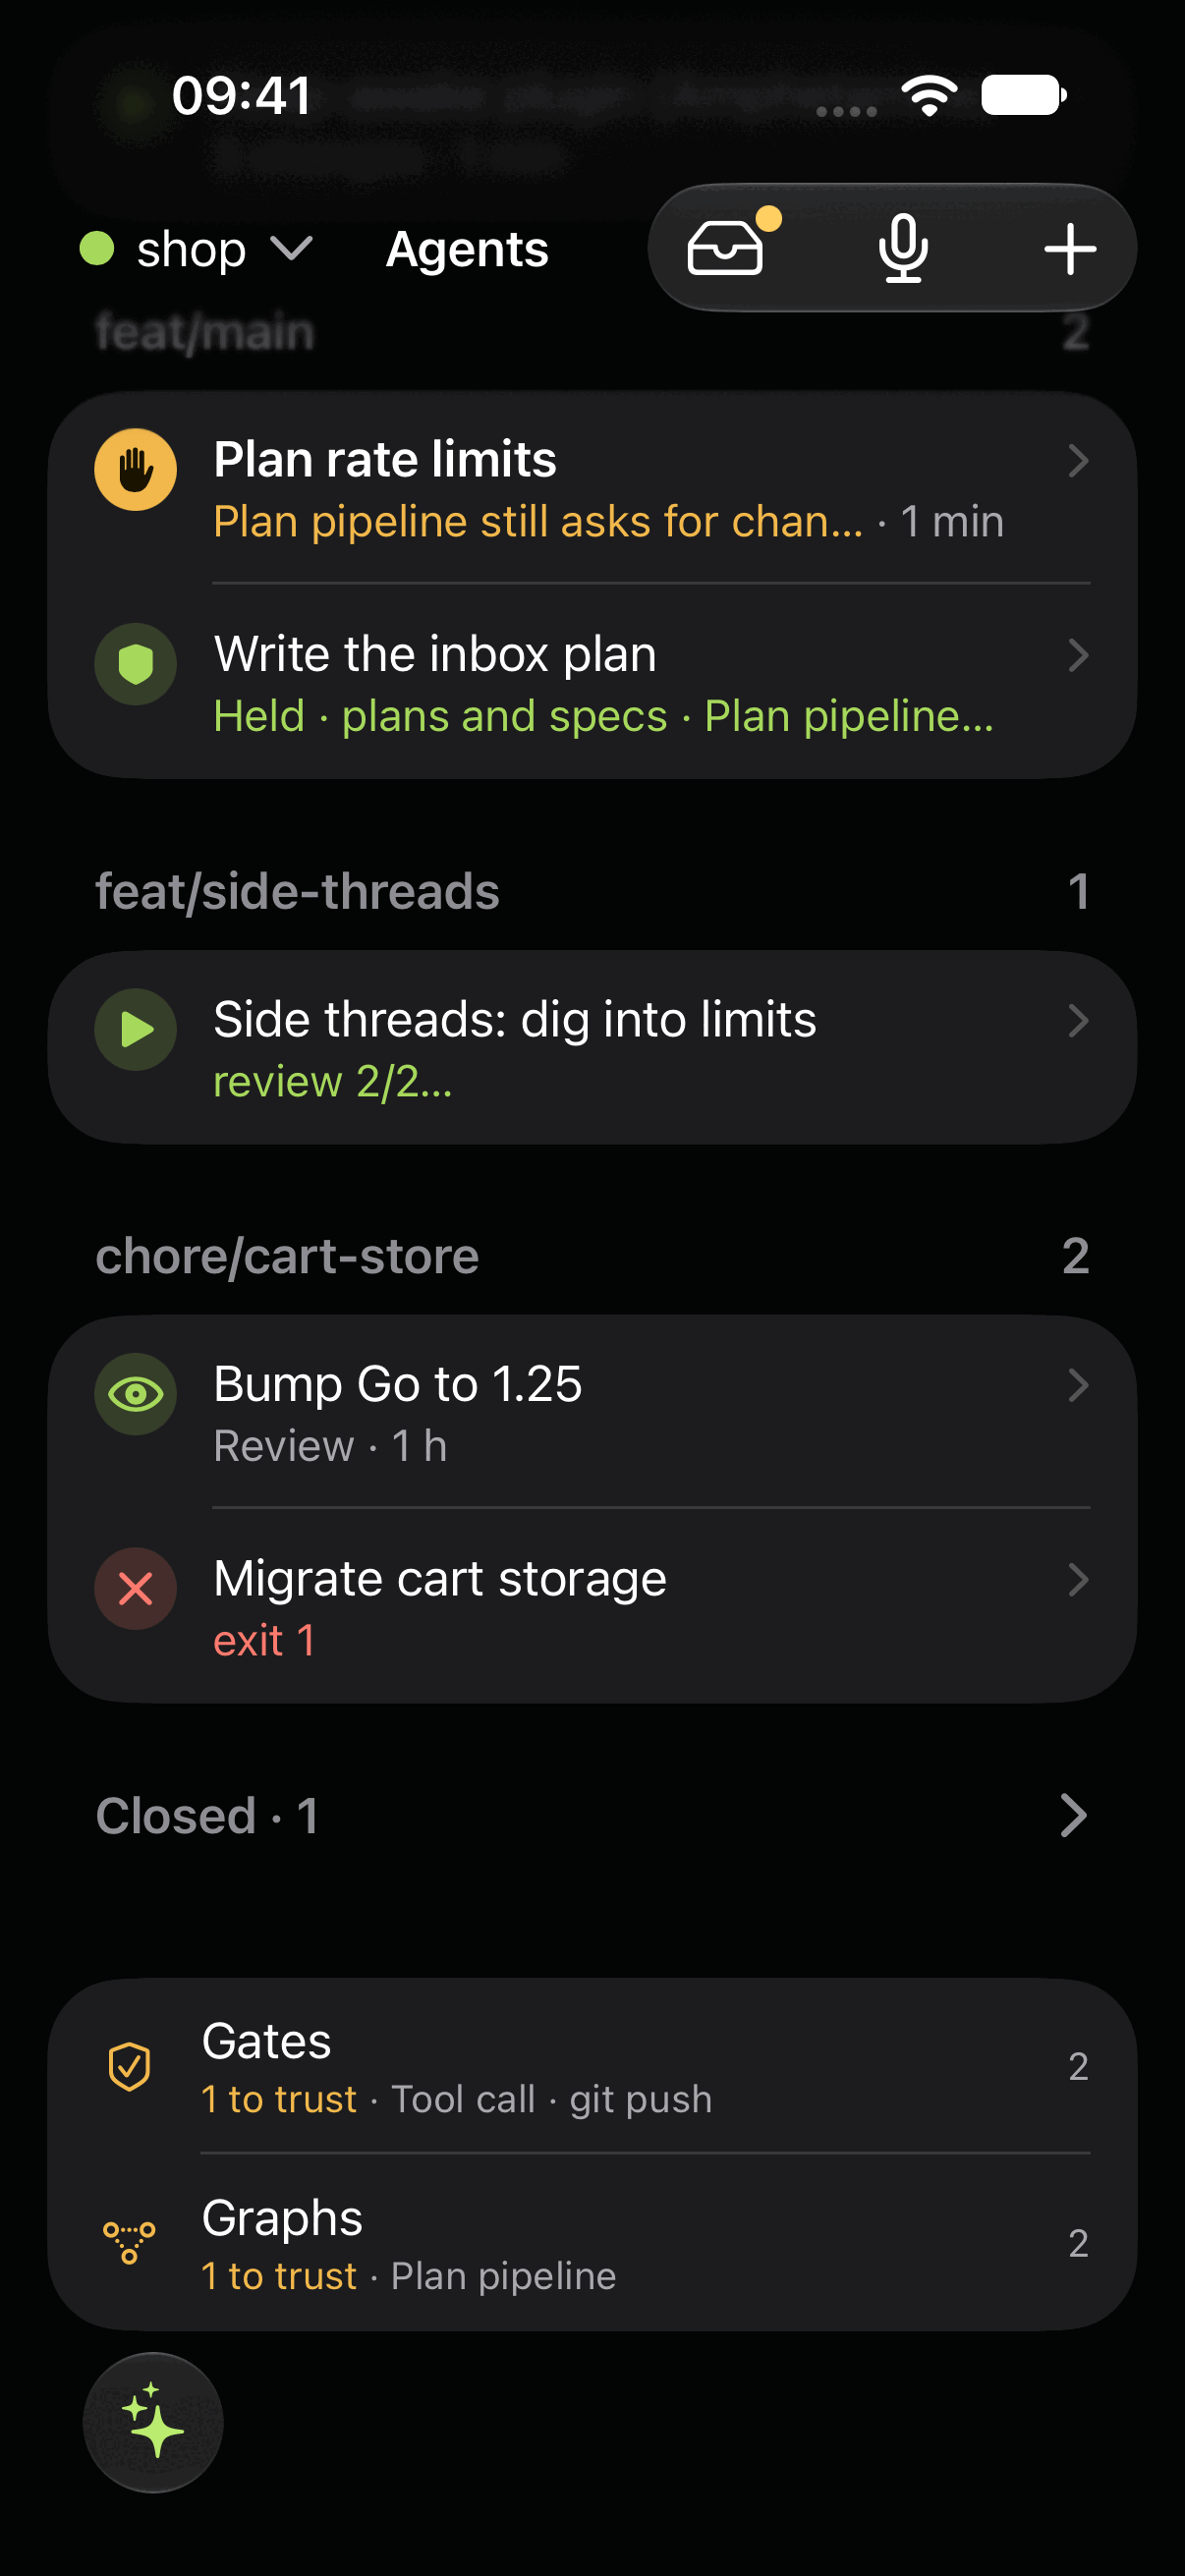 09:41
shop
Agents
feat/main 2
Plan rate limits
Plan pipeline still asks for chan... · 1 min
Write the inbox plan
Held · plans and specs · Plan pipeline...
feat/side-threads 1
Side threads: dig into limits
review 2/2...
chore/cart-store 2
Bump Go to 1.25
Review · 1 h
Migrate cart storage
exit 1
Closed · 1
Gates 2
1 to trust · Tool call · git push
Graphs 2
1 to trust · Plan pipeline